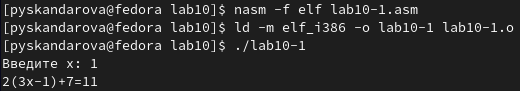 [pyskandarova@fedora lab10]$ nasm -f elf lab10-1.asm
[pyskandarova@fedora lab10]$ ld -m elf_i386 -o lab10-1 lab10-1.o
[pyskandarova@fedora lab10]$ ./lab10-1
Введите x: 1
2(3x-1)+7=11